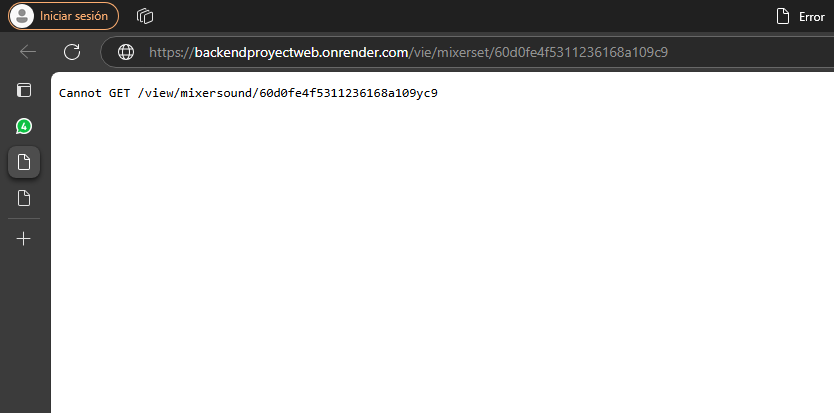 Iniciar sesión
Error
https://backendproyectweb.onrender.com/vie/mixerset/60d0fe4f5311236168a109c9
4
Cannot GET /view/mixersound/60d0fe4f5311236168a109yc9